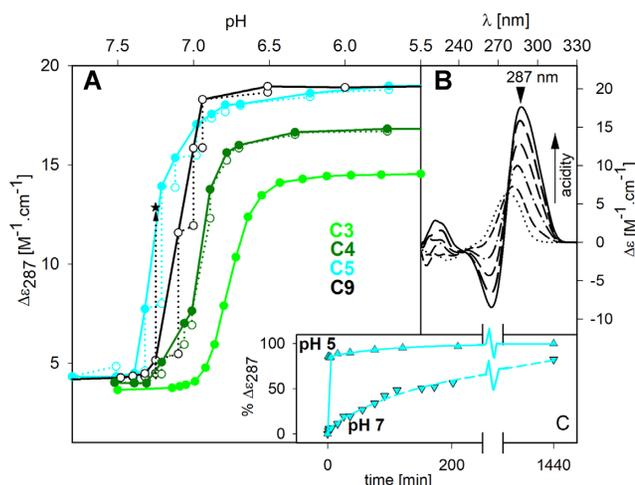 pH
λ [nm]
7.5 7.0 6.5 6.0 5.5 240 270 300 330
20
15
10
5
Δε287 [M-1.cm-1]
A
C3
C4
C5
C9
B
287 nm
acidity
20
15
10
5
0
-5
-10
Δε [M-1.cm-1]
100
50
0
% Δε287
pH 5
pH 7
C
0 200 1440
time [min]